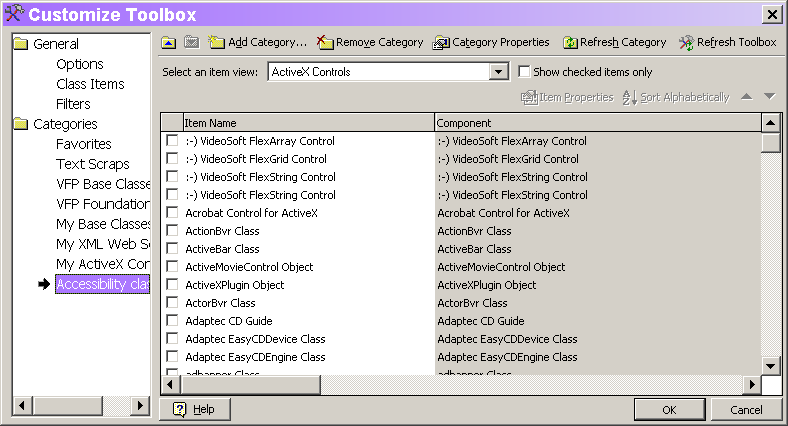 Customize Toolbox
General
Options
Class Items
Filters
Categories
Favorites
Text Scraps
VFP Base Classe
VFP Foundation
My Base Classes
My XML Web Se
My ActiveX Con
Accessibility clas
Add Category... Remove Category Category Properties Refresh Category Refresh Toolbox
Select an item view: ActiveX Controls Show checked items only
Item Properties Sort Alphabetically
Item Name Component
:-) VideoSoft FlexArray Control :-) VideoSoft FlexArray Control
:-) VideoSoft FlexGrid Control :-) VideoSoft FlexGrid Control
:-) VideoSoft FlexString Control :-) VideoSoft FlexString Control
:-) VideoSoft FlexString Control :-) VideoSoft FlexString Control
Acrobat Control for ActiveX Acrobat Control for ActiveX
ActionBvr Class ActionBvr Class
ActiveBar Class ActiveBar Class
ActiveMovieControl Object ActiveMovieControl Object
ActiveXPlugin Object ActiveXPlugin Object
ActorBvr Class ActorBvr Class
Adaptec CD Guide Adaptec CD Guide
Adaptec EasyCDDevice Class Adaptec EasyCDDevice Class
Adaptec EasyCDEngine Class Adaptec EasyCDEngine Class
adbanner Class adbanner Class
Help OK Cancel